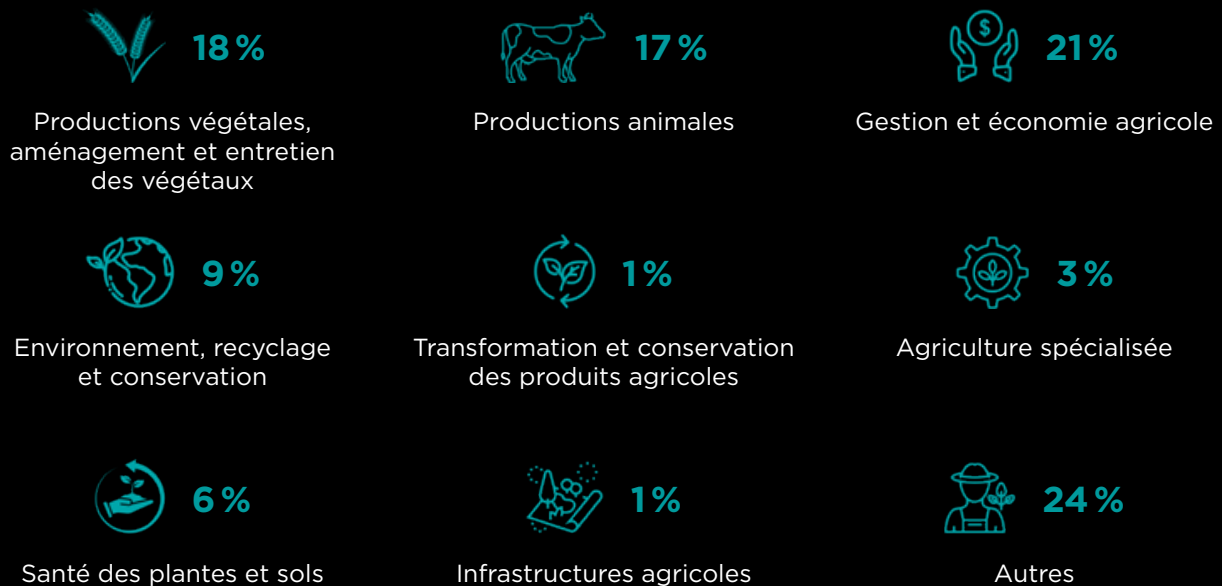 18 %
17 %
21 %
Productions végétales,
aménagement et entretien
des végétaux
Productions animales
Gestion et économie agricole
9 %
1 %
3 %
Environnement, recyclage
et conservation
Transformation et conservation
des produits agricoles
Agriculture spécialisée
6 %
1 %
24 %
Santé des plantes et sols
Infrastructures agricoles
Autres